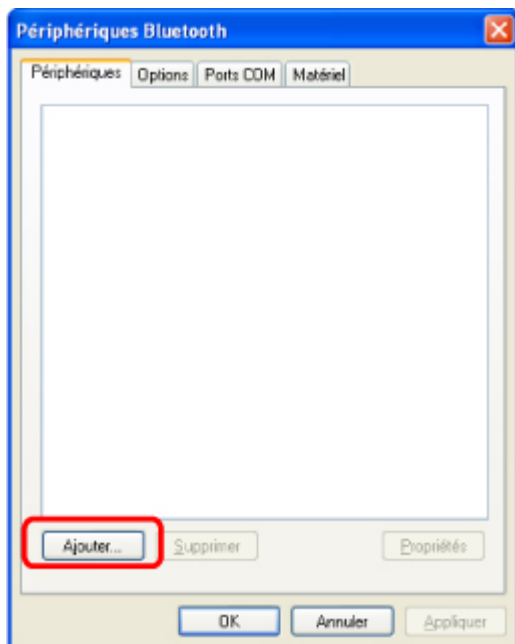 Périphériques Bluetooth
Périphériques Options Ports COM Matériel
Ajouter... Supprimer Propriétés
OK Annuler Appliquer